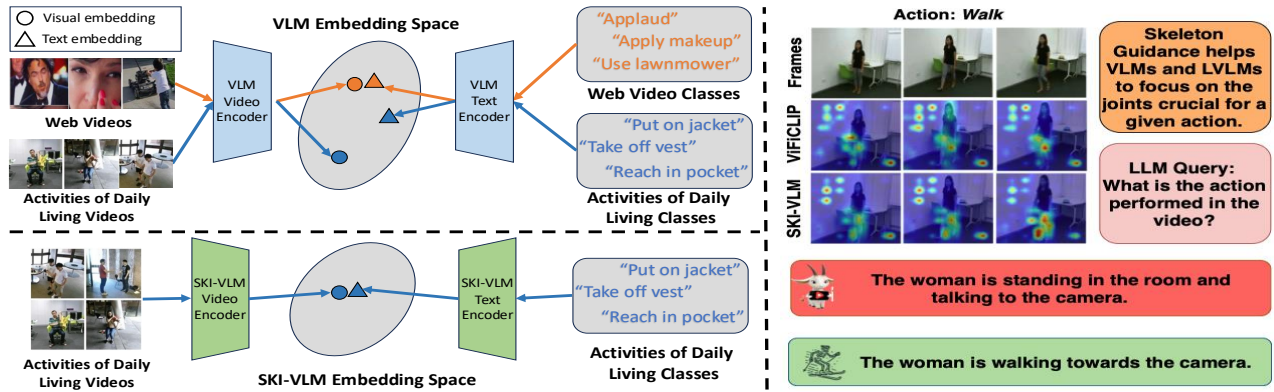 Visual embedding
Text embedding
Web Videos
Activities of Daily
Living Videos
VLM
Video
Encoder
VLM Embedding Space
VLM
Text
Encoder
“Applaud”
“Apply makeup”
“Use lawnmower”
Web Video Classes
“Put on jacket”
“Take off vest”
“Reach in pocket”
Activities of Daily
Living Classes
Activities of Daily
Living Videos
SKI-VLM
Video
Encoder
SKI-VLM Embedding Space
SKI-VLM
Text
Encoder
“Put on jacket”
“Take off vest”
“Reach in pocket”
Activities of Daily
Living Classes
Action: Walk
Frames
ViFiCLIP
SKI-VLM
Skeleton
Guidance helps
VLMs and LVLMs
to focus on the
joints crucial for a
given action.
LLM Query:
What is the action
performed in the
video?
The woman is standing in the room and
talking to the camera.
The woman is walking towards the camera.